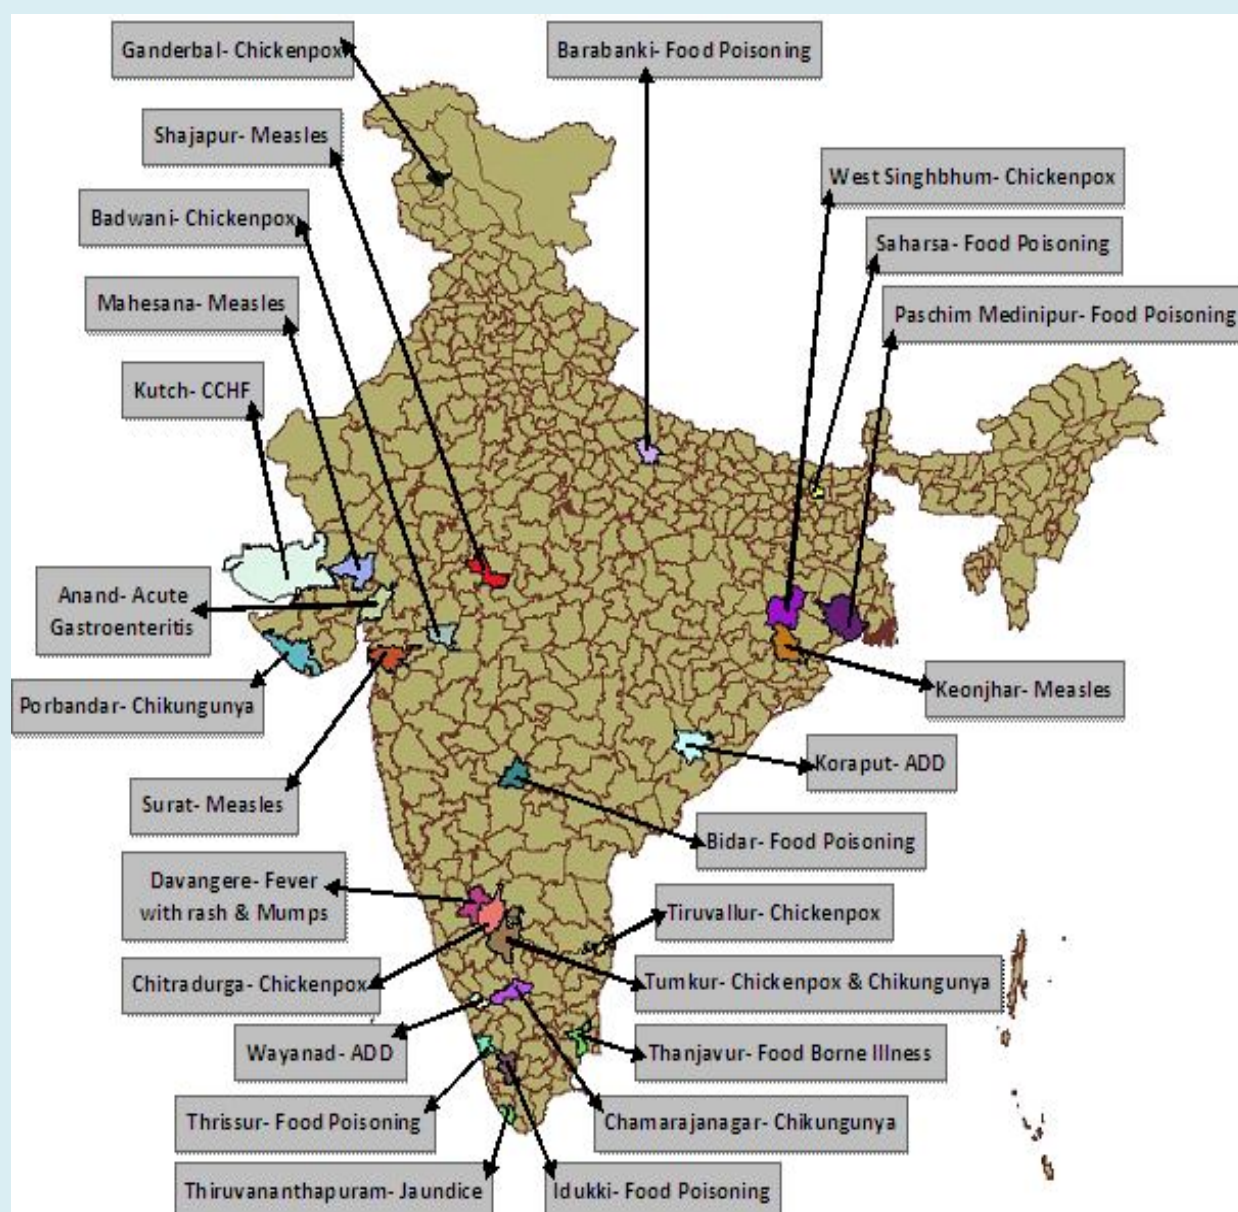 Ganderbal- Chickenpox
Barabanki- Food Poisoning
Shajapur- Measles
West Singhbhum- Chickenpox
Badwani- Chickenpox
Saharsa- Food Poisoning
Mahesana- Measles
Paschim Medinipur- Food Poisoning
Kutch- CCHF
Anand- Acute
Gastroenteritis
Porbandar- Chikungunya
Keonjhar- Measles
Koraput- ADD
Surat- Measles
Bidar- Food Poisoning
Davangere- Fever
with rash & Mumps
Tiruvallur- Chickenpox
Chitradurga- Chickenpox
Tumkur- Chickenpox & Chikungunya
Wayanad- ADD
Thanjavur- Food Borne Illness
Thrissur- Food Poisoning
Chamarajanagar- Chikungunya
Thiruvananthapuram- Jaundice
Idukki- Food Poisoning